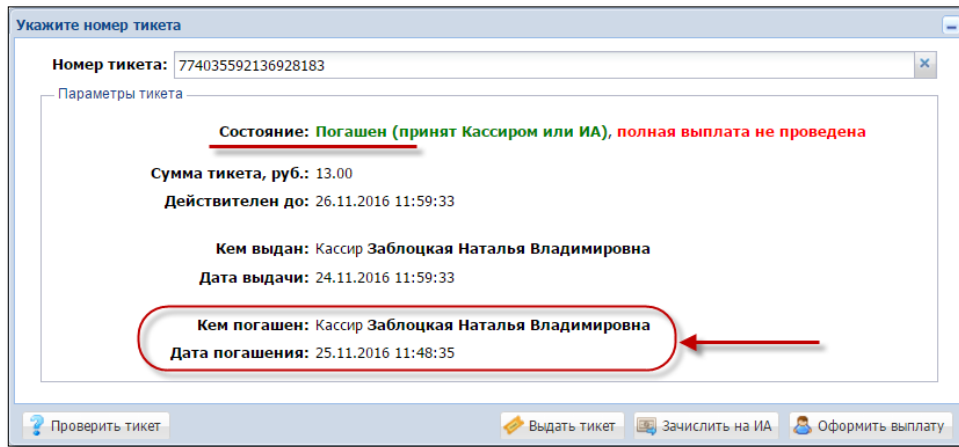 Укажите номер тикета
Номер тикета: 774035592136928183
Параметры тикета
Состояние: Погашен (принят Кассиром или ИА), полная выплата не проведена
Сумма тикета, руб.: 13.00
Действителен до: 26.11.2016 11:59:33
Кем выдан: Кассир Заблоцкая Наталья Владимировна
Дата выдачи: 24.11.2016 11:59:33
Кем погашен: Кассир Заблоцкая Наталья Владимировна
Дата погашения: 25.11.2016 11:48:35
Проверить тикет Выдать тикет Зачислить на ИА Оформить выплату